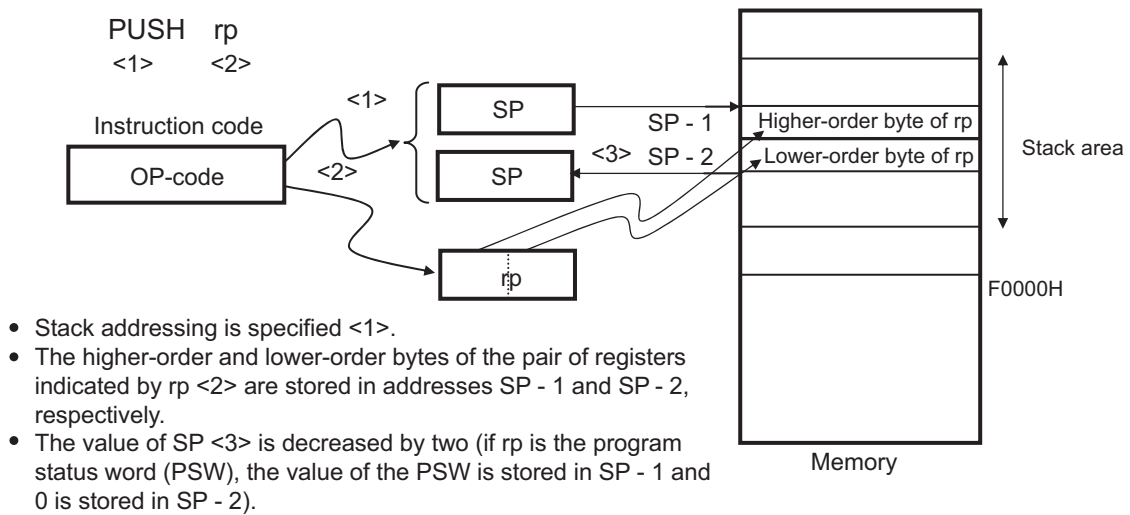 PUSH rp
<1> <2>
Instruction code
OP-code
<1>
<2>
SP
SP
rp
<3>
SP - 1
SP - 2
Higher-order byte of rp
Lower-order byte of rp
Stack area
F0000H
Memory
• Stack addressing is specified <1>.
• The higher-order and lower-order bytes of the pair of registers
indicated by rp <2> are stored in addresses SP - 1 and SP - 2,
respectively.
• The value of SP <3> is decreased by two (if rp is the program
status word (PSW), the value of the PSW is stored in SP - 1 and
0 is stored in SP - 2).